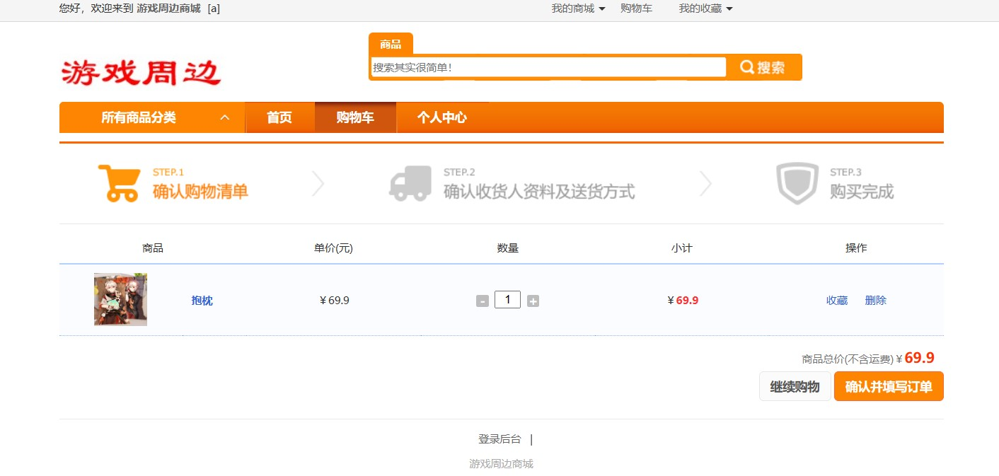 您好，欢迎来到 游戏周边商城 [a] 我的商城 购物车 我的收藏
商品
游戏周边
搜索其实很简单！ 搜索
所有商品分类 首页 购物车 个人中心
STEP.1 STEP.2 STEP.3
确认购物清单 确认收货人资料及送货方式 购买完成
商品 单价(元) 数量 小计 操作
抱枕 ¥69.9 - 1 + ¥69.9 收藏 删除
商品总价(不含运费)¥69.9
继续购物 确认并填写订单
登录后台 |
游戏周边商城